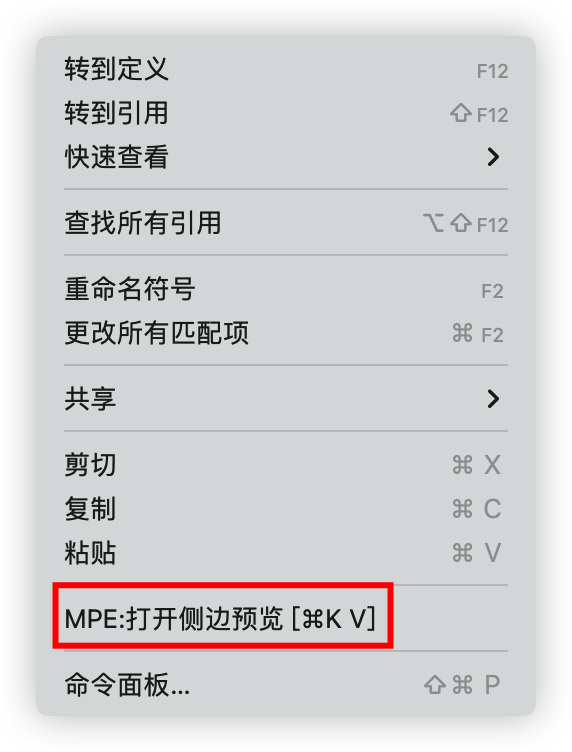 转到定义 F12
转到引用 ⇧F12
快速查看
查找所有引用 ⌥⇧F12
重命名符号 F2
更改所有匹配项 ⌘ F2
共享
剪切 ⌘ X
复制 ⌘ C
粘贴 ⌘ V
MPE:打开侧边预览 [⌘K V]
命令面板... ⇧⌘ P